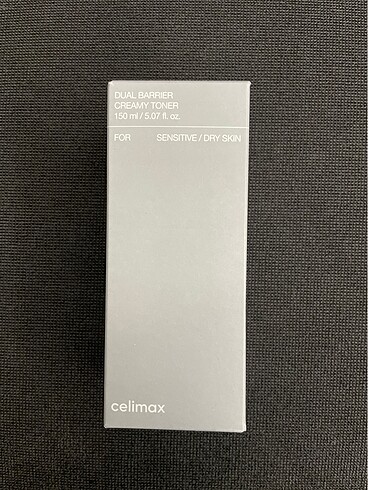 DUAL BARRIER
CREAMY TONER
150 ml / 5.07 fl. oz.
FOR SENSITIVE / DRY SKIN
celimax